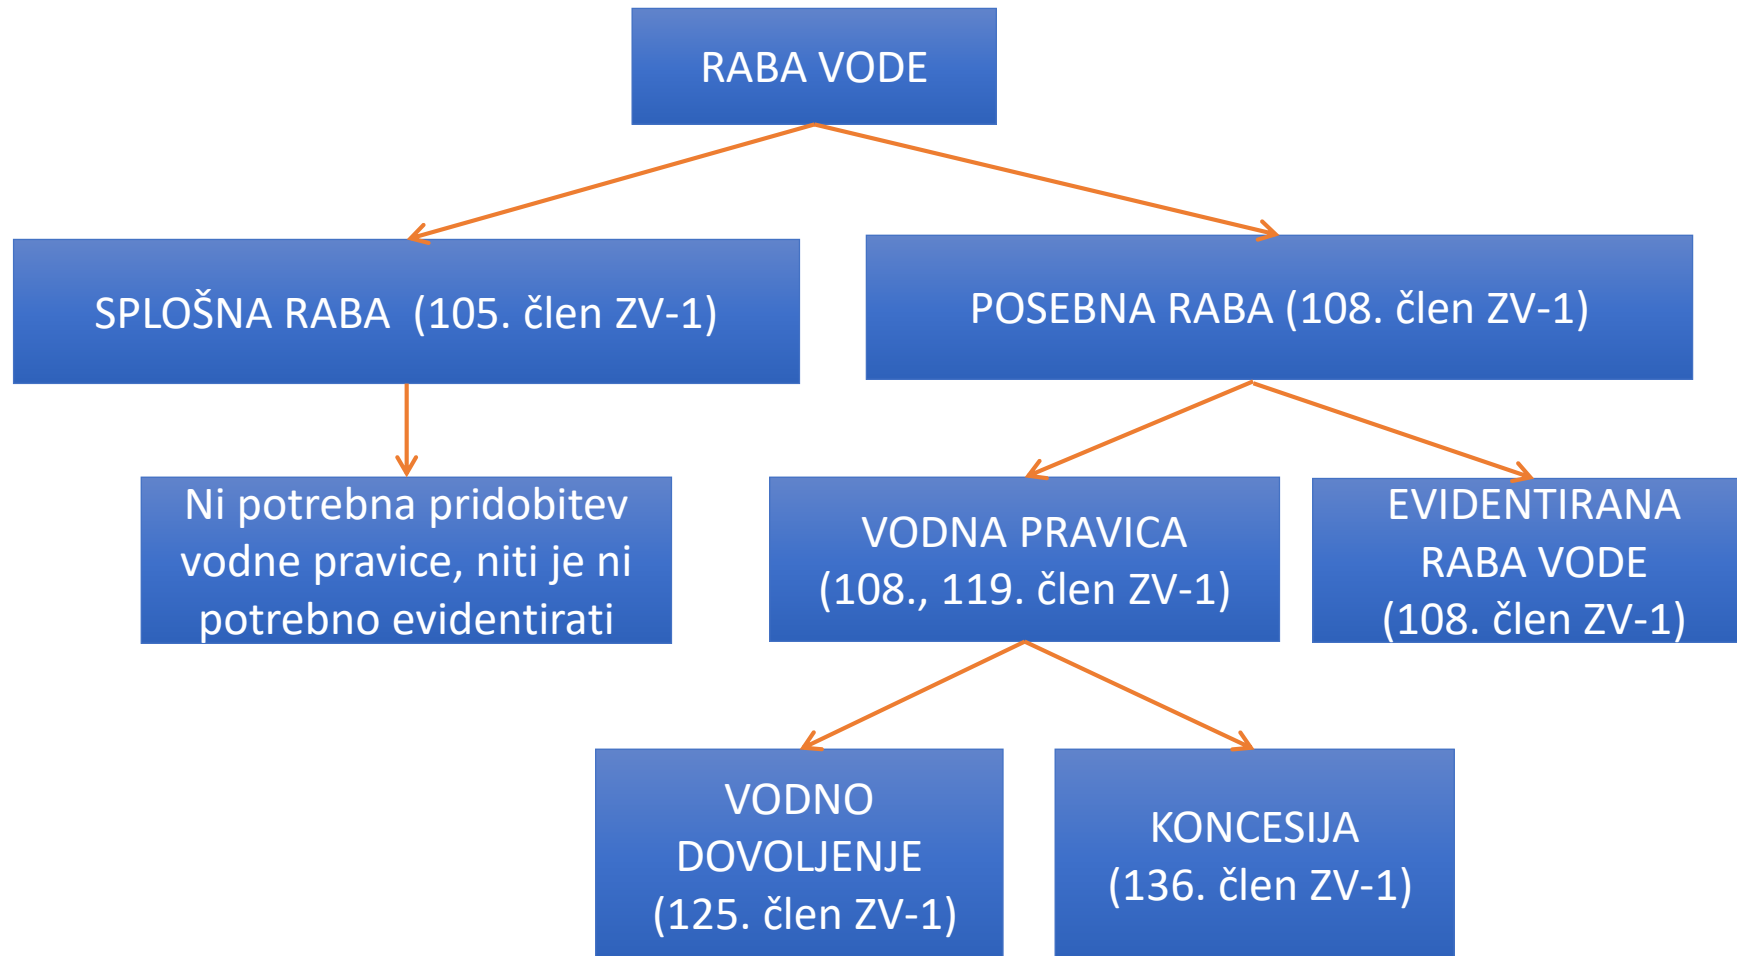 RABA VODE
SPLOŠNA RABA (105. člen ZV-1)
POSEBNA RABA (108. člen ZV-1)
Ni potrebna pridobitev
vodne pravice, niti je ni
potrebno evidentirati
VODNA PRAVICA
(108., 119. člen ZV-1)
EVIDENTIRANA
RABA VODE
(108. člen ZV-1)
VODNO
DOVOLJENJE
(125. člen ZV-1)
KONCESIJA
(136. člen ZV-1)